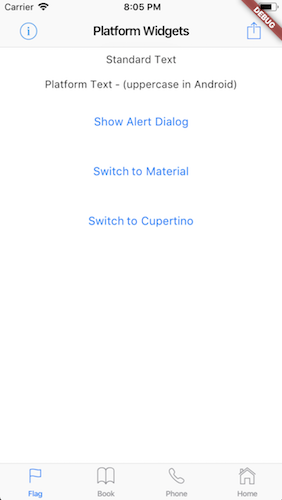 Carrier 8:05 PM
DEBUG
Platform Widgets
Standard Text
Platform Text - (uppercase in Android)
Show Alert Dialog
Switch to Material
Switch to Cupertino
Flag Book Phone Home